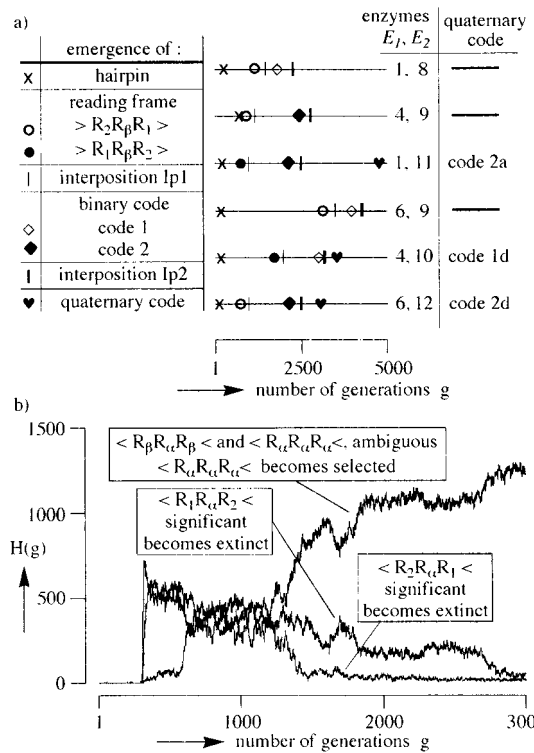 a)
enzymes
E₁, E₂
quaternary
code
emergence of :
x hairpin
1, 8
reading frame
> R₂RᵦR₁ >
> R₁RᵦR₂ >
4, 9
1, 11
code 2a
interposition Ip1
binary code
code 1
code 2
6, 9
4, 10
code 1d
interposition Ip2
quaternary code
6, 12
code 2d
1 2500 5000
number of generations g
b)
1500
1000
500
0
H(g)
< RᵦRαRᵦ < and < RαRαRα <, ambiguous
< RαRαRα < becomes selected
< R₁RαR₂ <
significant
becomes extinct
< R₂RαR₁ <
significant
becomes extinct
1 1000 2000 300
number of generations g